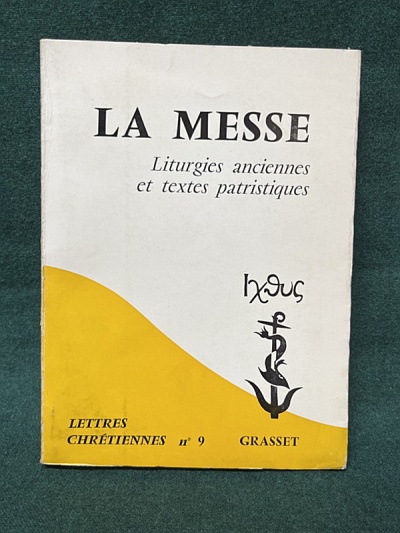 LA MESSE
Liturgies anciennes
et textes patristiques
Ιχθυς
LETTRES
CHRÉTIENNES n° 9 GRASSET